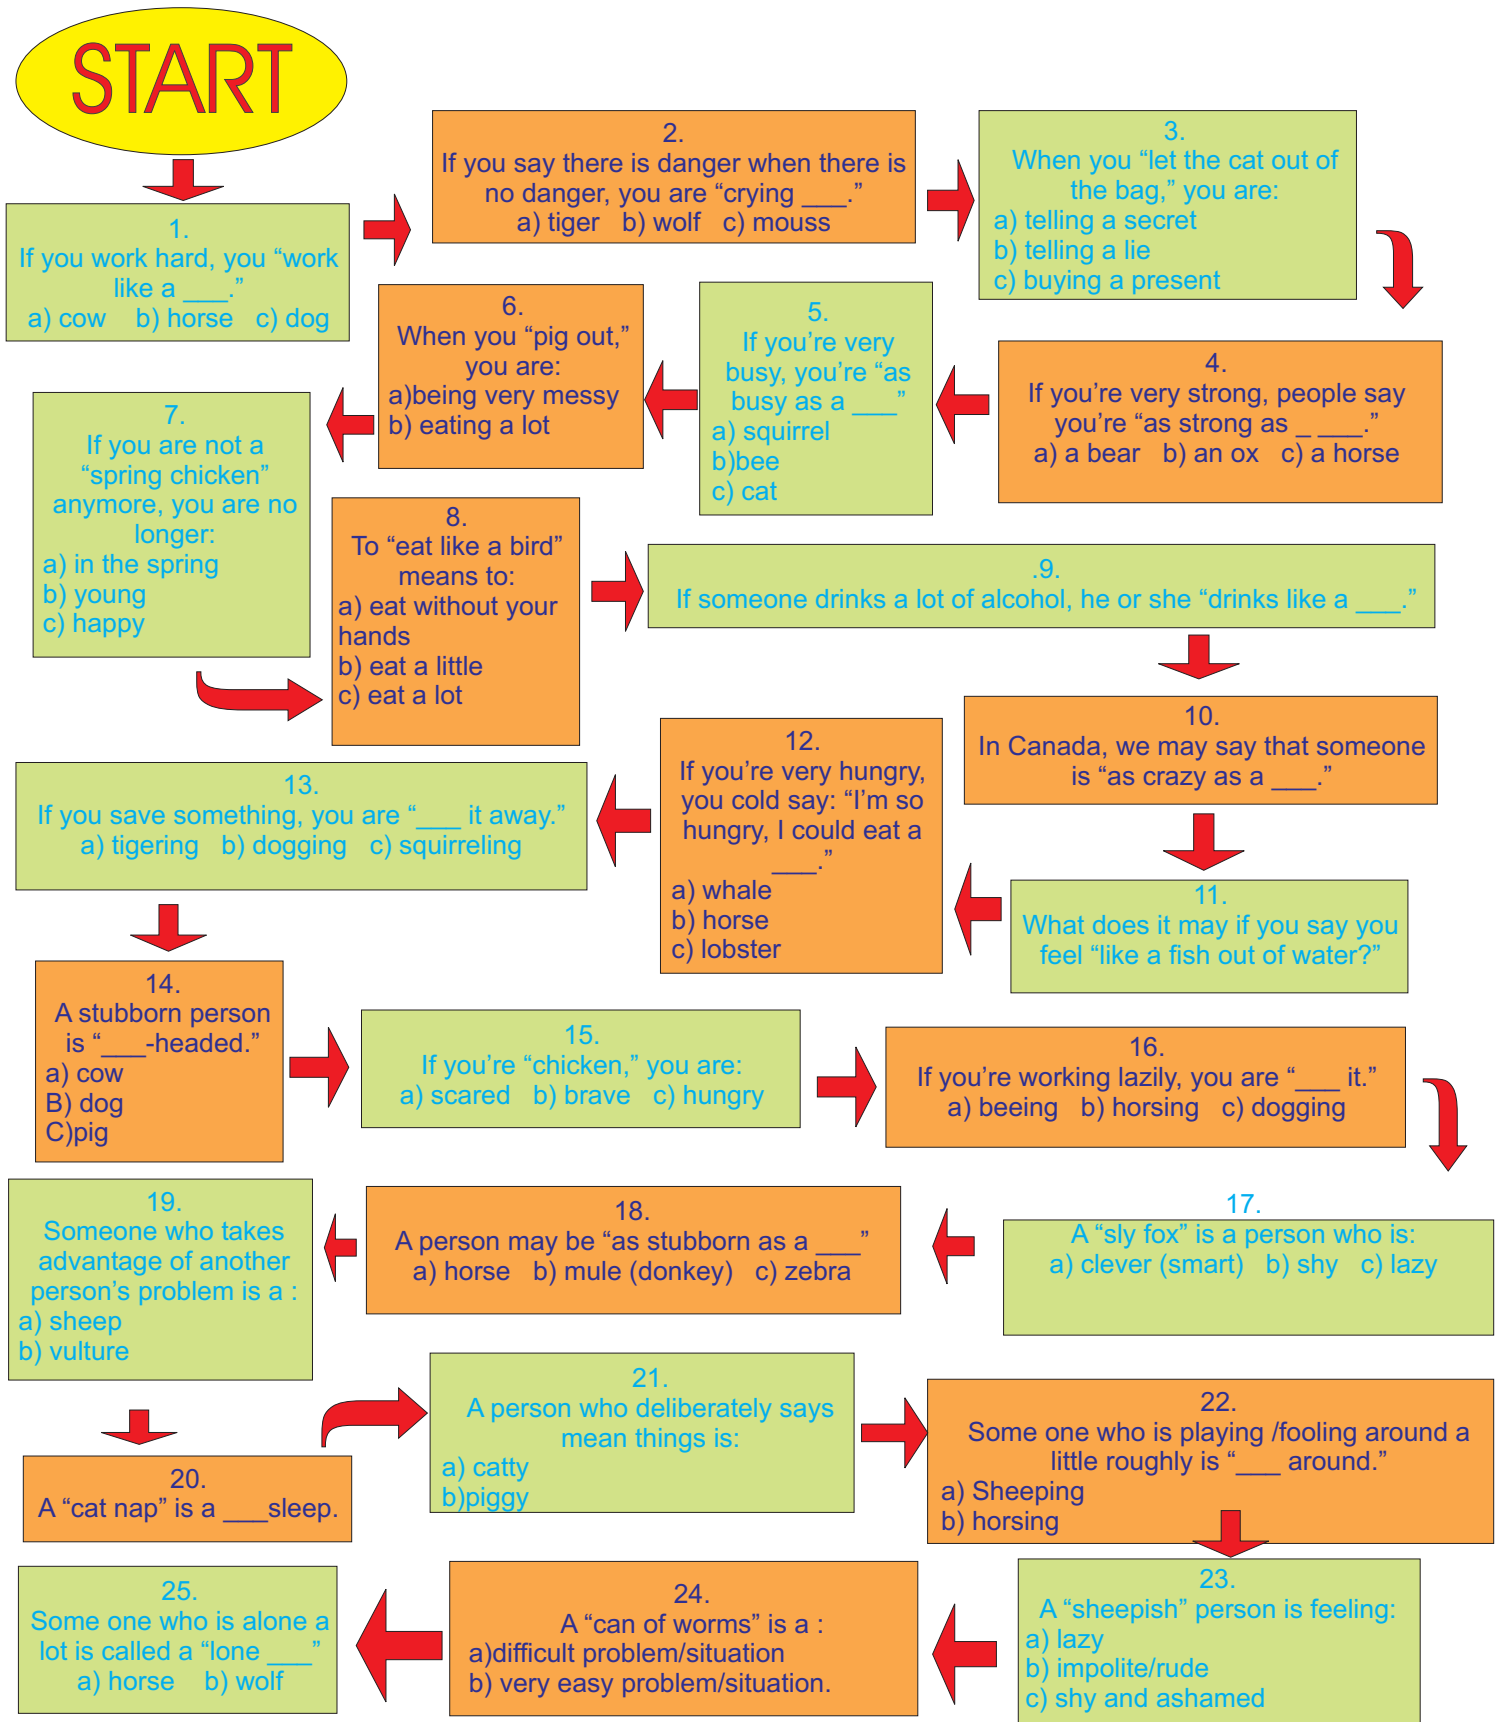 START
1.
If you work hard, you “work
like a ___.”
a) cow b) horse c) dog
2.
If you say there is danger when there is
no danger, you are “crying ___.”
a) tiger b) wolf c) mouss
3.
When you “let the cat out of
the bag,” you are:
a) telling a secret
b) telling a lie
c) buying a present
4.
If you’re very strong, people say
you’re “as strong as _ ___.”
a) a bear b) an ox c) a horse
5.
If you’re very
busy, you’re “as
busy as a ___”
a) squirrel
b)bee
c) cat
6.
When you “pig out,”
you are:
a)being very messy
b) eating a lot
7.
If you are not a
“spring chicken”
anymore, you are no
longer:
a) in the spring
b) young
c) happy
8.
To “eat like a bird”
means to:
a) eat without your
hands
b) eat a little
c) eat a lot
.9.
If someone drinks a lot of alcohol, he or she “drinks like a ___.”
10.
In Canada, we may say that someone
is “as crazy as a ___.”
11.
What does it may if you say you
feel “like a fish out of water?”
12.
If you’re very hungry,
you cold say: “I’m so
hungry, I could eat a
___.”
a) whale
b) horse
c) lobster
13.
If you save something, you are “___ it away.”
a) tigering b) dogging c) squirreling
14.
A stubborn person
is “___-headed.”
a) cow
B) dog
C)pig
15.
If you’re “chicken,” you are:
a) scared b) brave c) hungry
16.
If you’re working lazily, you are “___ it.”
a) beeing b) horsing c) dogging
17.
A “sly fox” is a person who is:
a) clever (smart) b) shy c) lazy
18.
A person may be “as stubborn as a ___”
a) horse b) mule (donkey) c) zebra
19.
Someone who takes
advantage of another
person’s problem is a :
a) sheep
b) vulture
20.
A “cat nap” is a ___sleep.
21.
A person who deliberately says
mean things is:
a) catty
b)piggy
22.
Some one who is playing /fooling around a
little roughly is “___ around.”
a) Sheeping
b) horsing
23.
A “sheepish” person is feeling:
a) lazy
b) impolite/rude
c) shy and ashamed
24.
A “can of worms” is a :
a)difficult problem/situation
b) very easy problem/situation.
25.
Some one who is alone a
lot is called a “lone ___”
a) horse b) wolf